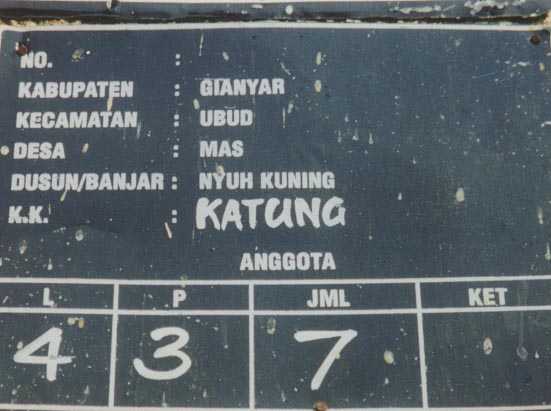 NO. :
KABUPATEN : GIANYAR
KECAMATAN : UBUD
DESA : MAS
DUSUN/BANJAR : NYUH KUNING
K.K. : KATUNG
ANGGOTA
L P JML KET
4 3 7